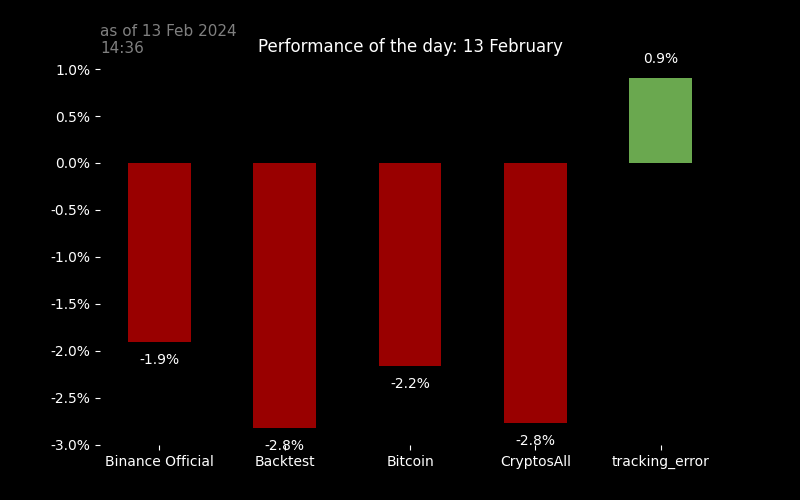 as of 13 Feb 2024
14:36
Performance of the day: 13 February
0.9%
1.0%
0.5%
0.0%
-0.5%
-1.0%
-1.5%
-2.0%
-2.5%
-3.0%
-1.9%
-2.8%
-2.2%
-2.8%
Binance Official
Backtest
Bitcoin
CryptosAll
tracking_error